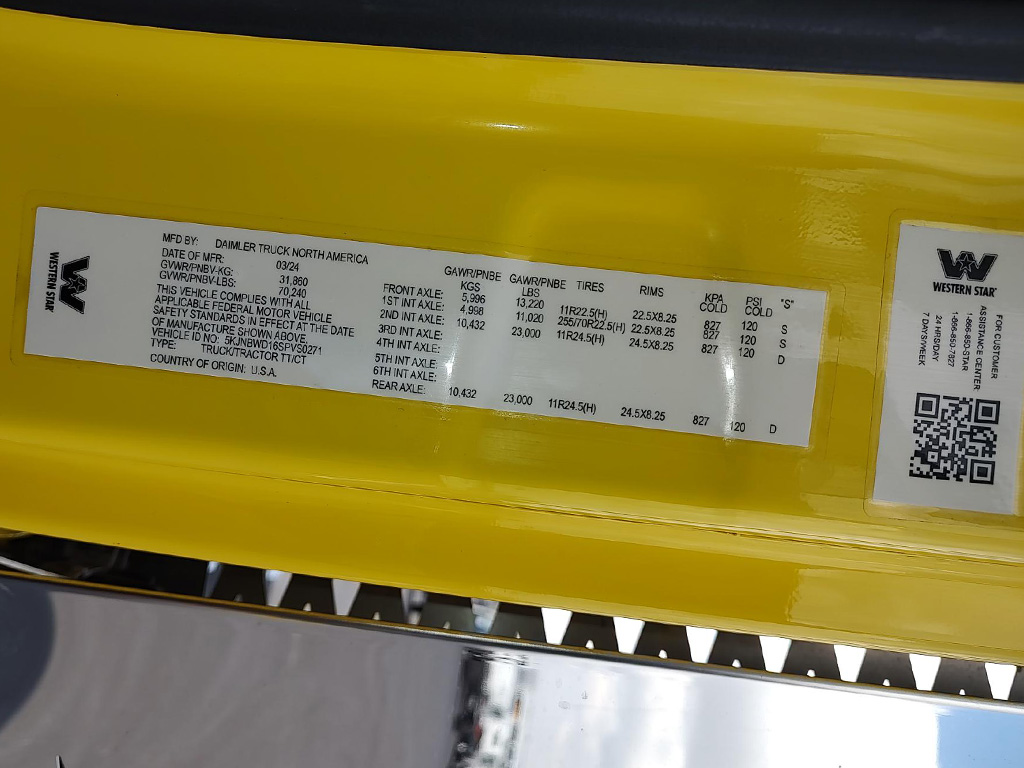 WESTERN STAR
MFD BY: DAIMLER TRUCK NORTH AMERICA
DATE OF MFR: 03/24
GVWR/PNBV-KG: 31,860
GVWR/PNBV-LBS: 70,240
THIS VEHICLE COMPLIES WITH ALL
APPLICABLE FEDERAL MOTOR VEHICLE
SAFETY STANDARDS IN EFFECT AT THE DATE
OF MANUFACTURE SHOWN ABOVE.
VEHICLE ID NO: 5KJNBWD16SPVS0271
TYPE: TRUCK/TRACTOR TT/CT
COUNTRY OF ORIGIN: U.S.A.
GAWR/PNBE KGS GAWR/PNBE LBS TIRES RIMS KPA COLD PSI COLD "S"
FRONT AXLE: 5,996 13,220 11R22.5(H) 22.5X8.25 827 120 S
1ST INT AXLE: 4,998 11,020 255/70R22.5(H) 22.5X8.25 827 120 S
2ND INT AXLE: 10,432 23,000 11R24.5(H) 24.5X8.25 827 120 D
3RD INT AXLE:
4TH INT AXLE:
5TH INT AXLE:
6TH INT AXLE:
REAR AXLE: 10,432 23,000 11R24.5(H) 24.5X8.25 827 120 D
WESTERN STAR
FOR CUSTOMER
ASSISTANCE CENTER
1-866-850-STAR
1-866-850-7827
24 HRS/DAY
7 DAYS/WEEK